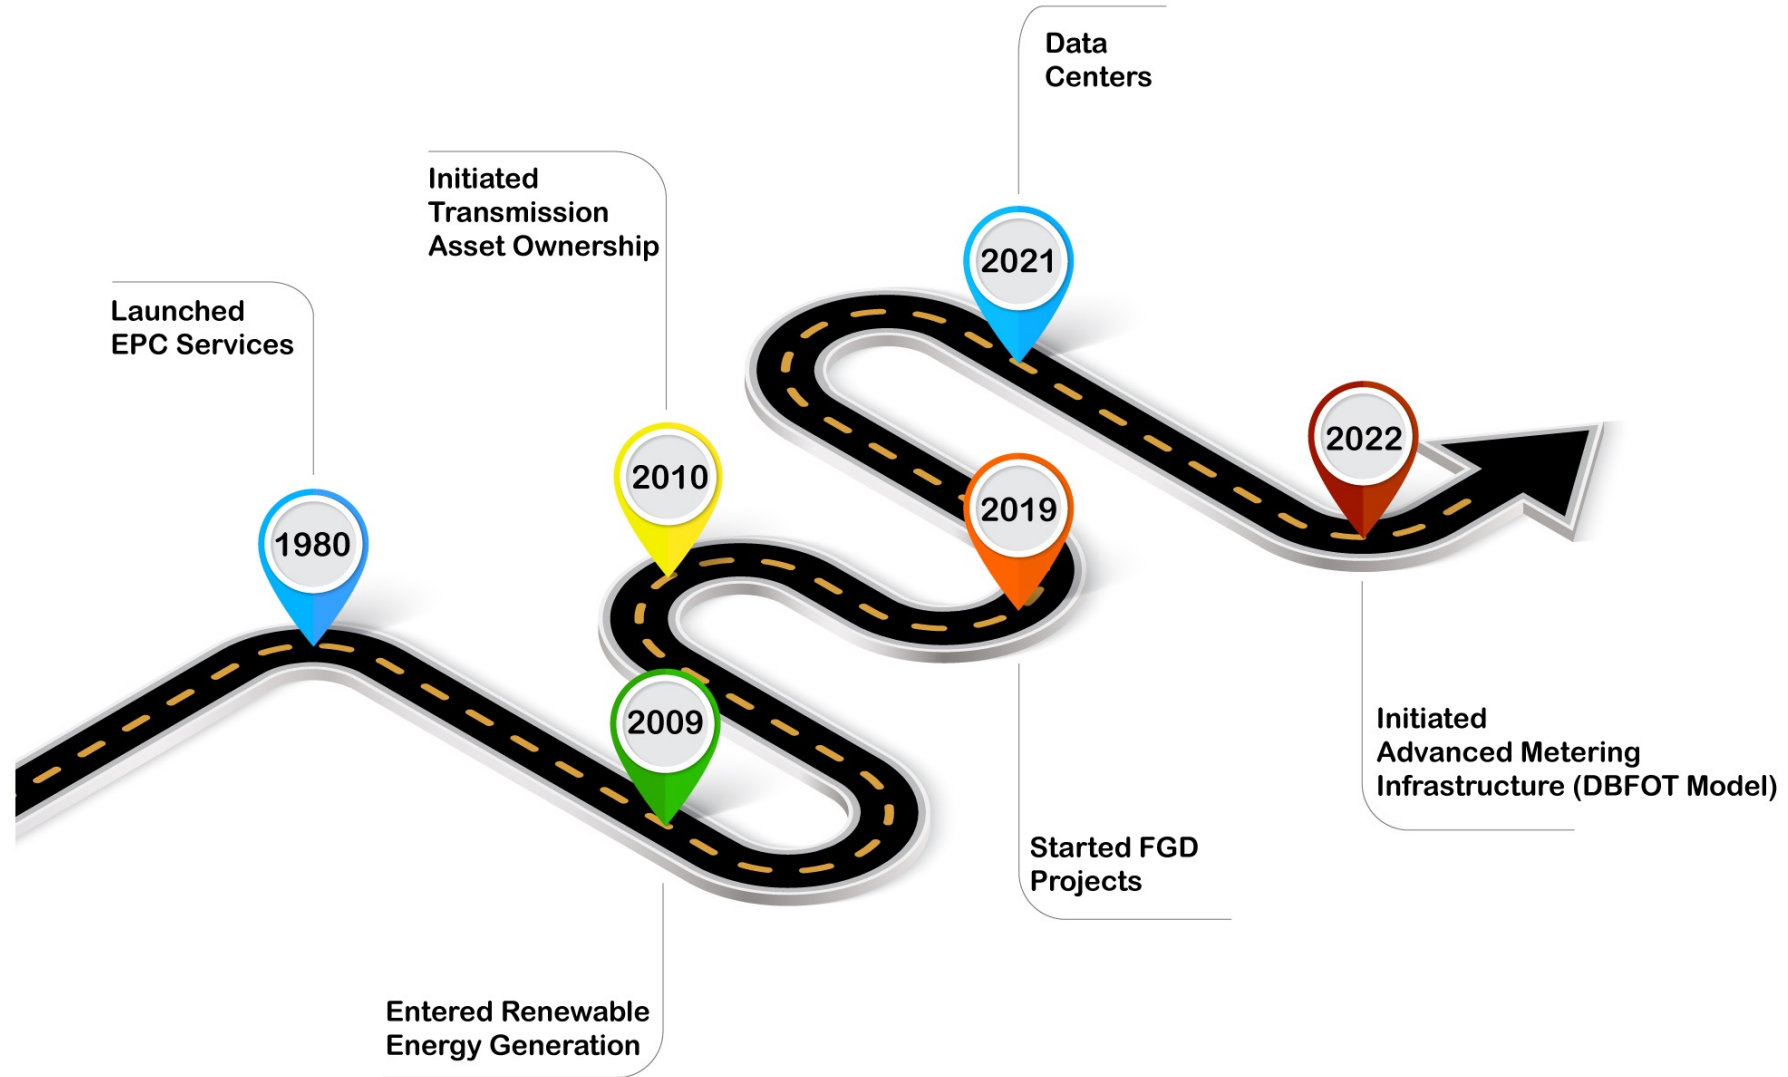 Data
Centers
Initiated
Transmission
Asset Ownership
2021
Launched
EPC Services
2022
2010
2019
1980
2009
Initiated
Advanced Metering
Infrastructure (DBFOT Model)
Started FGD
Projects
Entered Renewable
Energy Generation